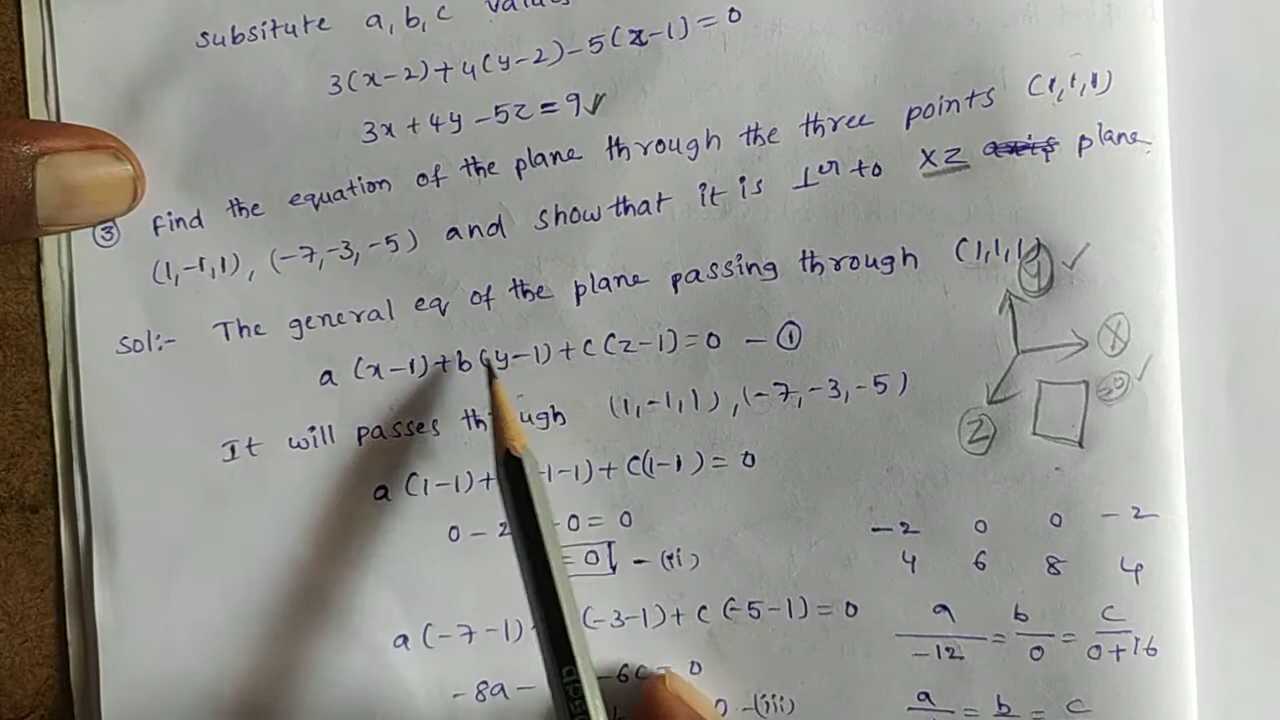 subsitute a, b, c values
3(x-2)+4(y-2)-5(z-1)=0
3x+4y-5z=9✓
③ Find the equation of the plane through the three points (1,1,1)
(1,-1,1), (-7,-3,-5) and show that it is ⊥er to XZ plane.
Sol:- The general eq of the plane passing through (1,1,1)
a (x-1)+b(y-1)+c(z-1)=0 - ①
Y ✓
X
Z
It will passes through (1,-1,1),(-7,-3,-5)
a (1-1)+ -1-1)+c(1-1)=0
0-2 -0=0
=0 -(ii)
a(-7-1)+ (-3-1)+c(-5-1)=0
-8a- -6c=0
-(iii)
-2 0 0 -2
4 6 8 4
a/-12 = b/0 = c/0+16
a = b = c